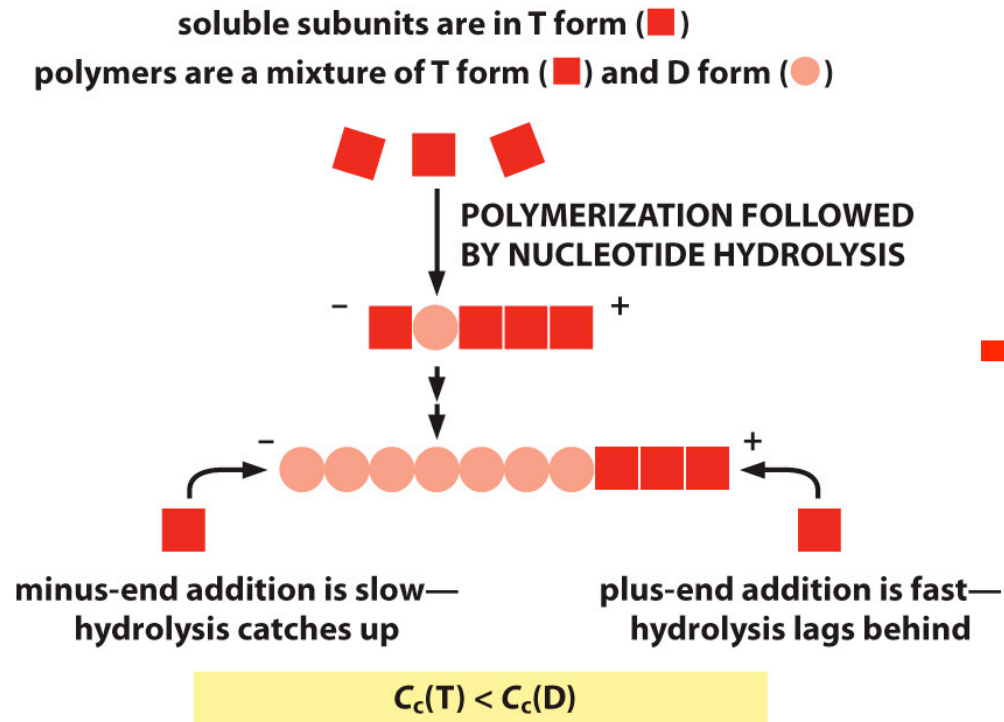 soluble subunits are in T form (■)
polymers are a mixture of T form (■) and D form (●)
POLYMERIZATION FOLLOWED
BY NUCLEOTIDE HYDROLYSIS
– +
– +
minus-end addition is slow—
hydrolysis catches up
plus-end addition is fast—
hydrolysis lags behind
Cc(T) < Cc(D)